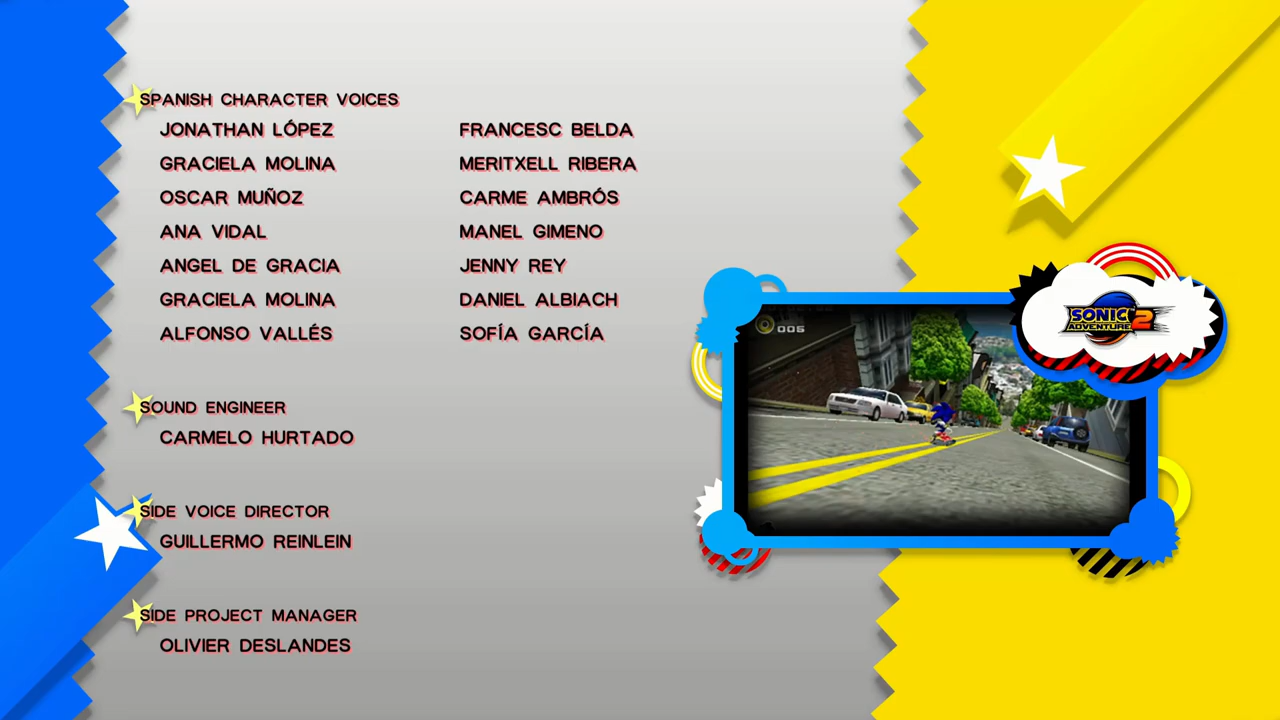 SPANISH CHARACTER VOICES
JONATHAN LÓPEZ FRANCESC BELDA
GRACIELA MOLINA MERITXELL RIBERA
OSCAR MUÑOZ CARME AMBRÓS
ANA VIDAL MANEL GIMENO
ANGEL DE GRACIA JENNY REY
GRACIELA MOLINA DANIEL ALBIACH
ALFONSO VALLÉS SOFÍA GARCÍA
SOUND ENGINEER
CARMELO HURTADO
SIDE VOICE DIRECTOR
GUILLERMO REINLEIN
SIDE PROJECT MANAGER
OLIVIER DESLANDES
SONIC
ADVENTURE 2
005